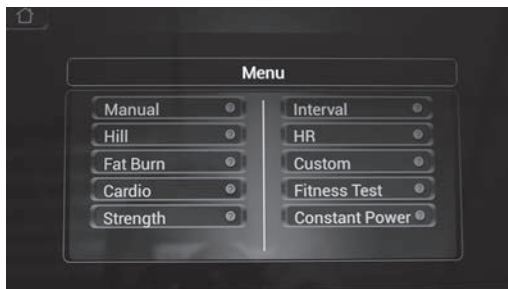 Menu
Manual
Hill
Fat Burn
Cardio
Strength
Interval
HR
Custom
Fitness Test
Constant Power